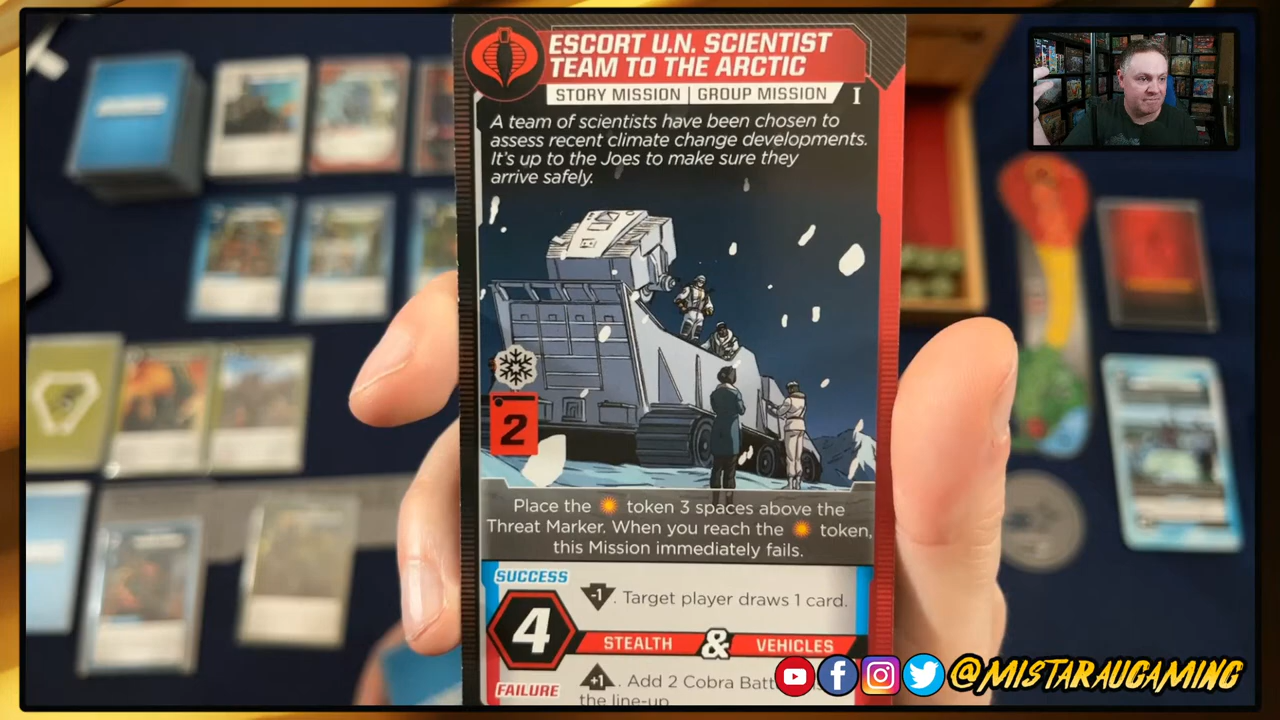 ESCORT U.N. SCIENTIST
TEAM TO THE ARCTIC
STORY MISSION | GROUP MISSION
I
A team of scientists have been chosen to
assess recent climate change developments.
It's up to the Joes to make sure they
arrive safely.
2
Place the token 3 spaces above the
Threat Marker. When you reach the token,
this Mission immediately fails.
SUCCESS
-1. Target player draws 1 card.
4
STEALTH & VEHICLES
FAILURE
+1. Add 2 Cobra
the line-up
@MISTARAUGAMING